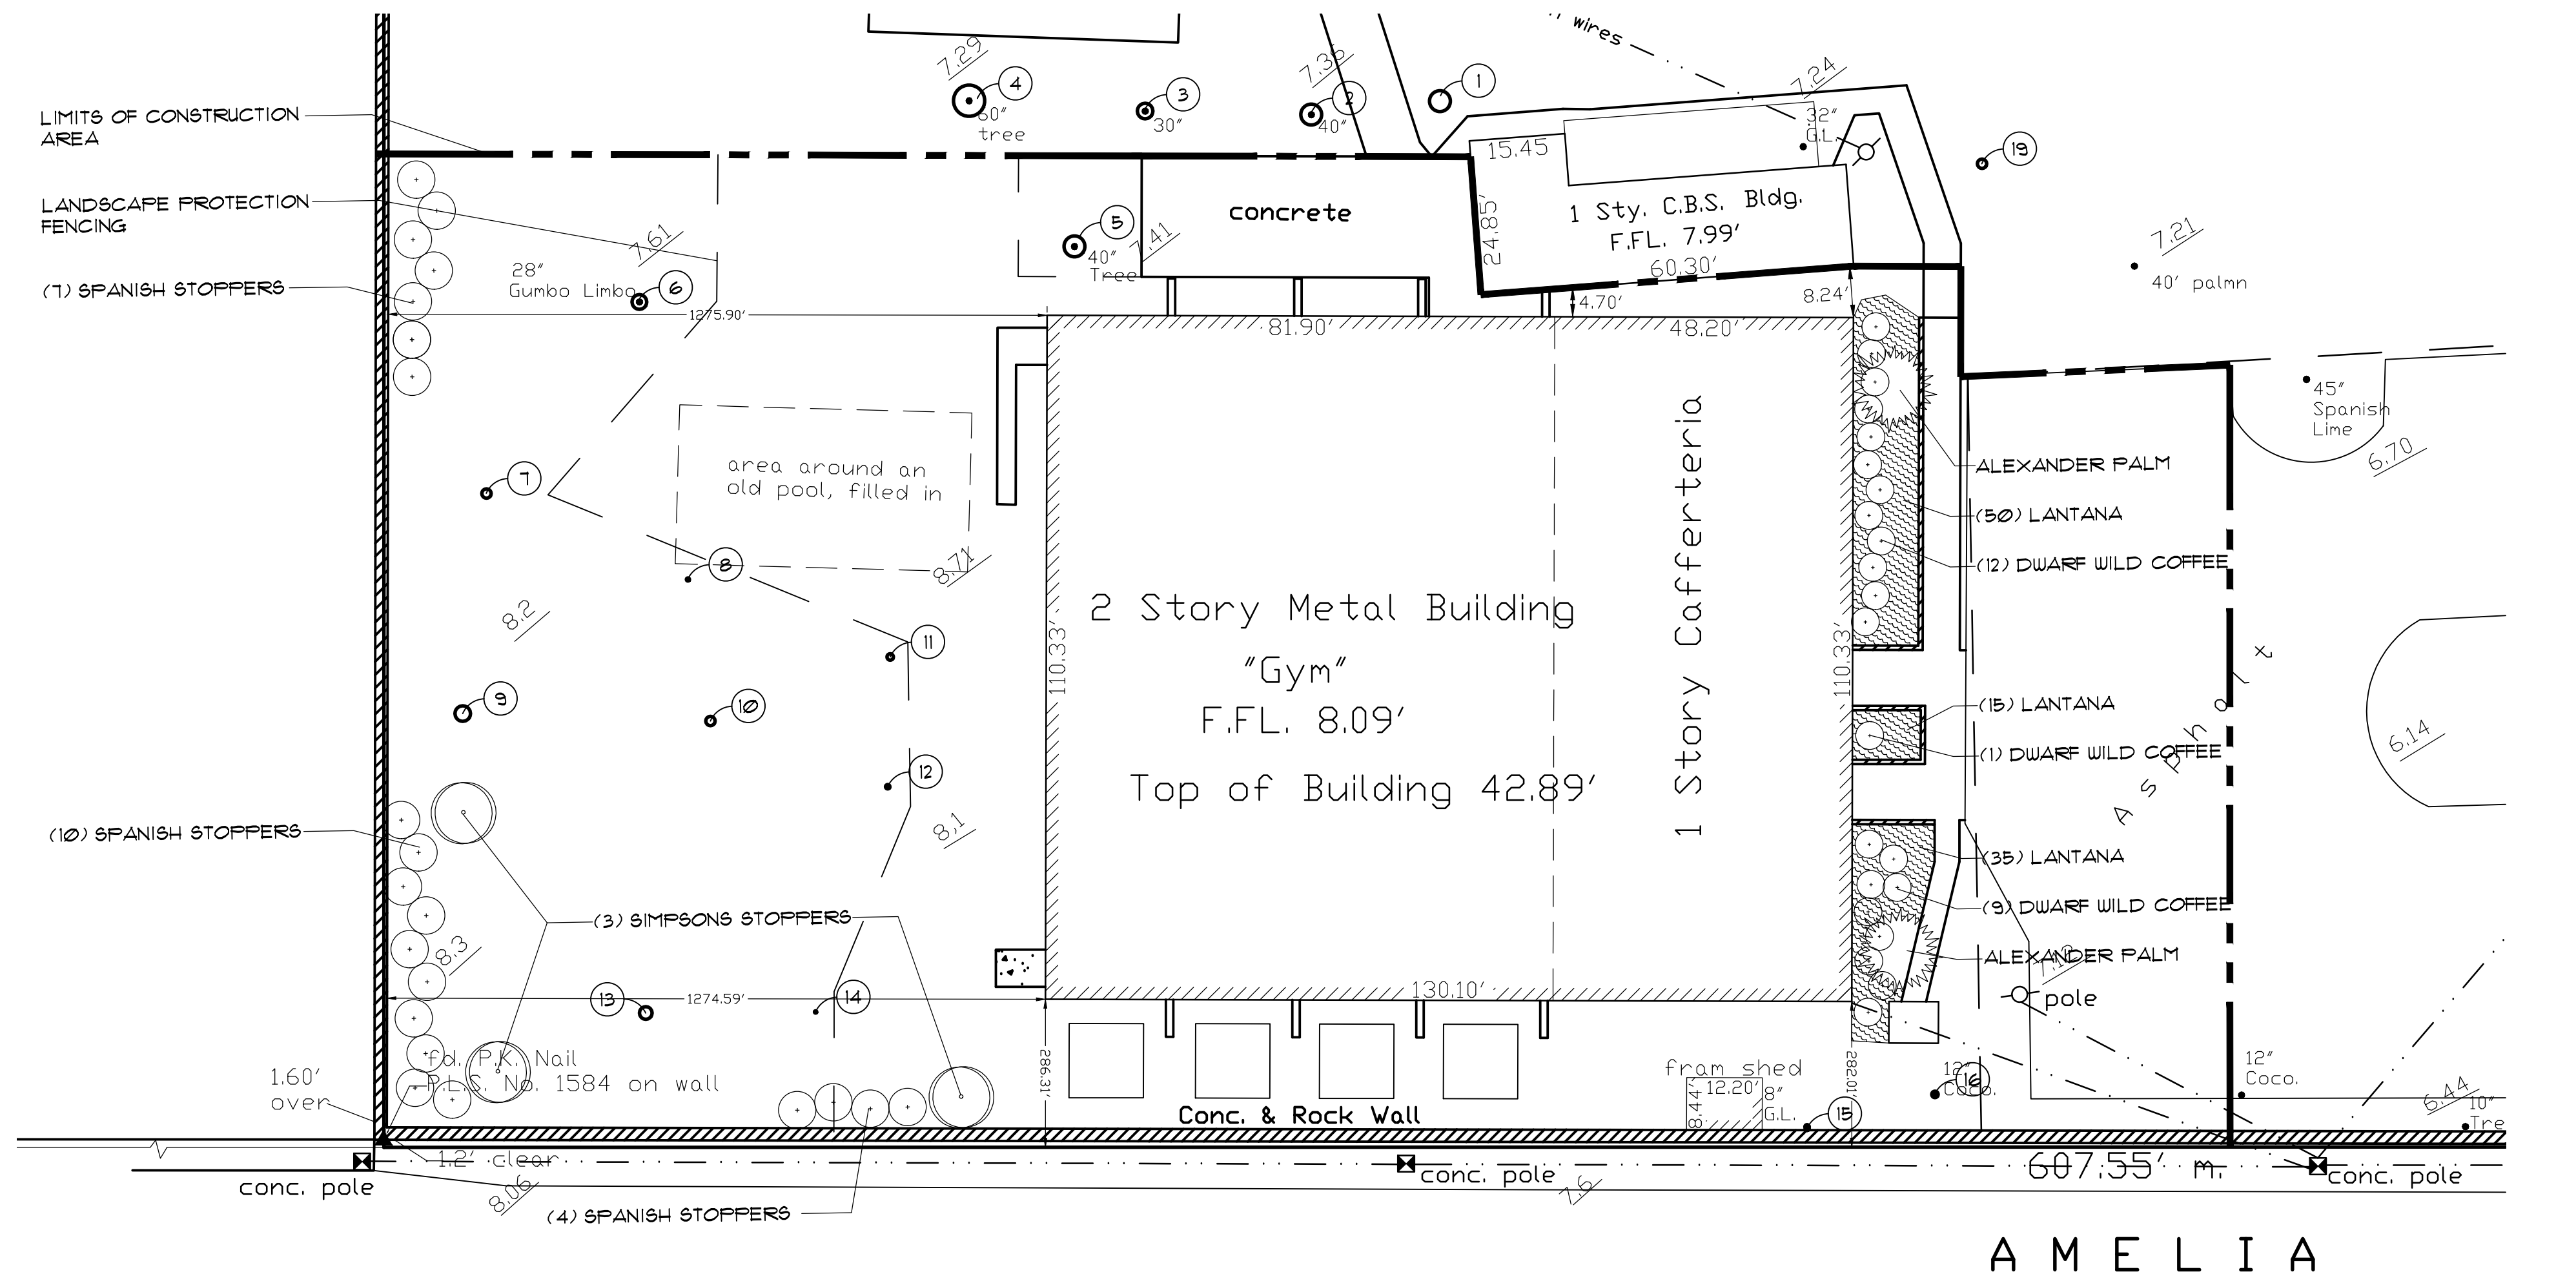 wires
7.29
7.24
4
3
2
1
60"
tree
30"
40"
32"
G.L.
19
LIMITS OF CONSTRUCTION
AREA
15.45
LANDSCAPE PROTECTION
FENCING
7.61
5
40"
Tree
concrete
24.85'
1 Sty. C.B.S. Bldg.
F.FL. 7.99'
60.30'
7.21
40' palmn
28"
Gumbo Limbo
6
(7) SPANISH STOPPERS
1275.90'
81.90'
4.70'
48.20'
8.24'
45"
Spanish
Lime
6.70
7
area around an
old pool, filled in
8
8.71
8.2
ALEXANDER PALM
(50) LANTANA
(12) DWARF WILD COFFEE
11
110.33'
2 Story Metal Building
"Gym"
F.FL. 8.09'
Top of Building 42.89'
1 Story Cafferteria
110.33'
9
10
12
8.1
(15) LANTANA
(1) DWARF WILD COFFEE
Asphalt
6.14
(10) SPANISH STOPPERS
(35) LANTANA
(9) DWARF WILD COFFEE
ALEXANDER PALM
(3) SIMPSONS STOPPERS
8.3
13
1274.59'
14
130.10'
pole
fd. P.K. Nail
P.L.S. No. 1584 on wall
1.60'
over
286.31'
282.01'
fram shed
12.20'
8.44'
8"
G.L.
15
12"
Coco.
16
12"
Coco.
6.44
10"
Tre
Conc. & Rock Wall
1.2' clear
conc. pole
8.06
conc. pole
7.6
607.55' m.
conc. pole
(4) SPANISH STOPPERS
AMELIA